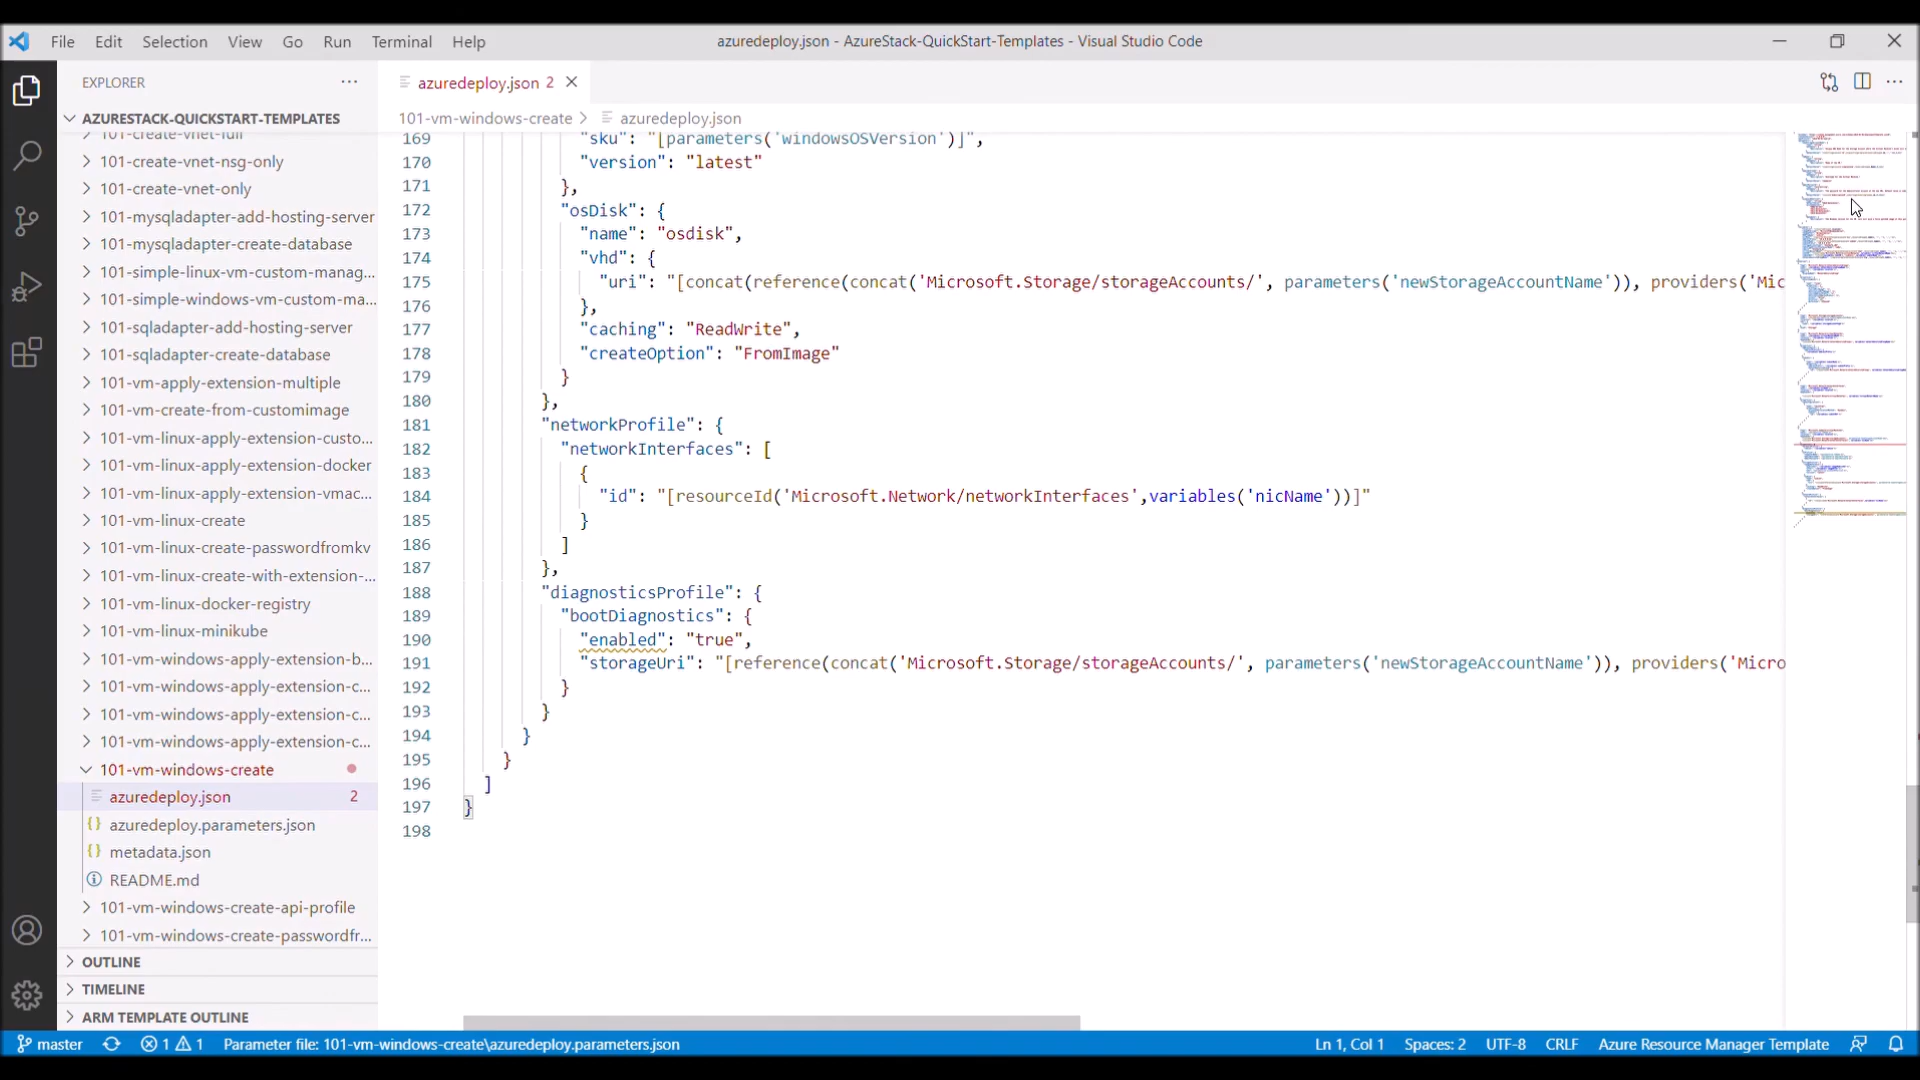 File Edit Selection View Go Run Terminal Help
azuredeploy.json - AzureStack-QuickStart-Templates - Visual Studio Code
EXPLORER
azuredeploy.json 2
AZURESTACK-QUICKSTART-TEMPLATES
101-vm-windows-create > azuredeploy.json
101-create-vnet-full
101-create-vnet-nsg-only
101-create-vnet-only
101-mysqladapter-add-hosting-server
101-mysqladapter-create-database
101-simple-linux-vm-custom-manag...
101-simple-windows-vm-custom-ma...
101-sqladapter-add-hosting-server
101-sqladapter-create-database
101-vm-apply-extension-multiple
101-vm-create-from-customimage
101-vm-linux-apply-extension-custo...
101-vm-linux-apply-extension-docker
101-vm-linux-apply-extension-vmac...
101-vm-linux-create
101-vm-linux-create-passwordfromkv
101-vm-linux-create-with-extension-...
101-vm-linux-docker-registry
101-vm-linux-minikube
101-vm-windows-apply-extension-b...
101-vm-windows-apply-extension-c...
101-vm-windows-apply-extension-c...
101-vm-windows-apply-extension-c...
101-vm-windows-create
azuredeploy.json 2
azuredeploy.parameters.json
metadata.json
README.md
101-vm-windows-create-api-profile
101-vm-windows-create-passwordfr...
OUTLINE
TIMELINE
ARM TEMPLATE OUTLINE
169 "sku": "[parameters('windowsOSVersion')]",
170 "version": "latest"
171 },
172 "osDisk": {
173 "name": "osdisk",
174 "vhd": {
175 "uri": "[concat(reference(concat('Microsoft.Storage/storageAccounts/', parameters('newStorageAccountName')), providers('Mic
176 },
177 "caching": "ReadWrite",
178 "createOption": "FromImage"
179 }
180 },
181 "networkProfile": {
182 "networkInterfaces": [
183 {
184 "id": "[resourceId('Microsoft.Network/networkInterfaces',variables('nicName'))]"
185 }
186 ]
187 },
188 "diagnosticsProfile": {
189 "bootDiagnostics": {
190 "enabled": "true",
191 "storageUri": "[reference(concat('Microsoft.Storage/storageAccounts/', parameters('newStorageAccountName')), providers('Micro
192 }
193 }
194 }
195 }
196 ]
197 }
198
master 1 1 Parameter file: 101-vm-windows-create\azuredeploy.parameters.json Ln 1, Col 1 Spaces: 2 UTF-8 CRLF Azure Resource Manager Template